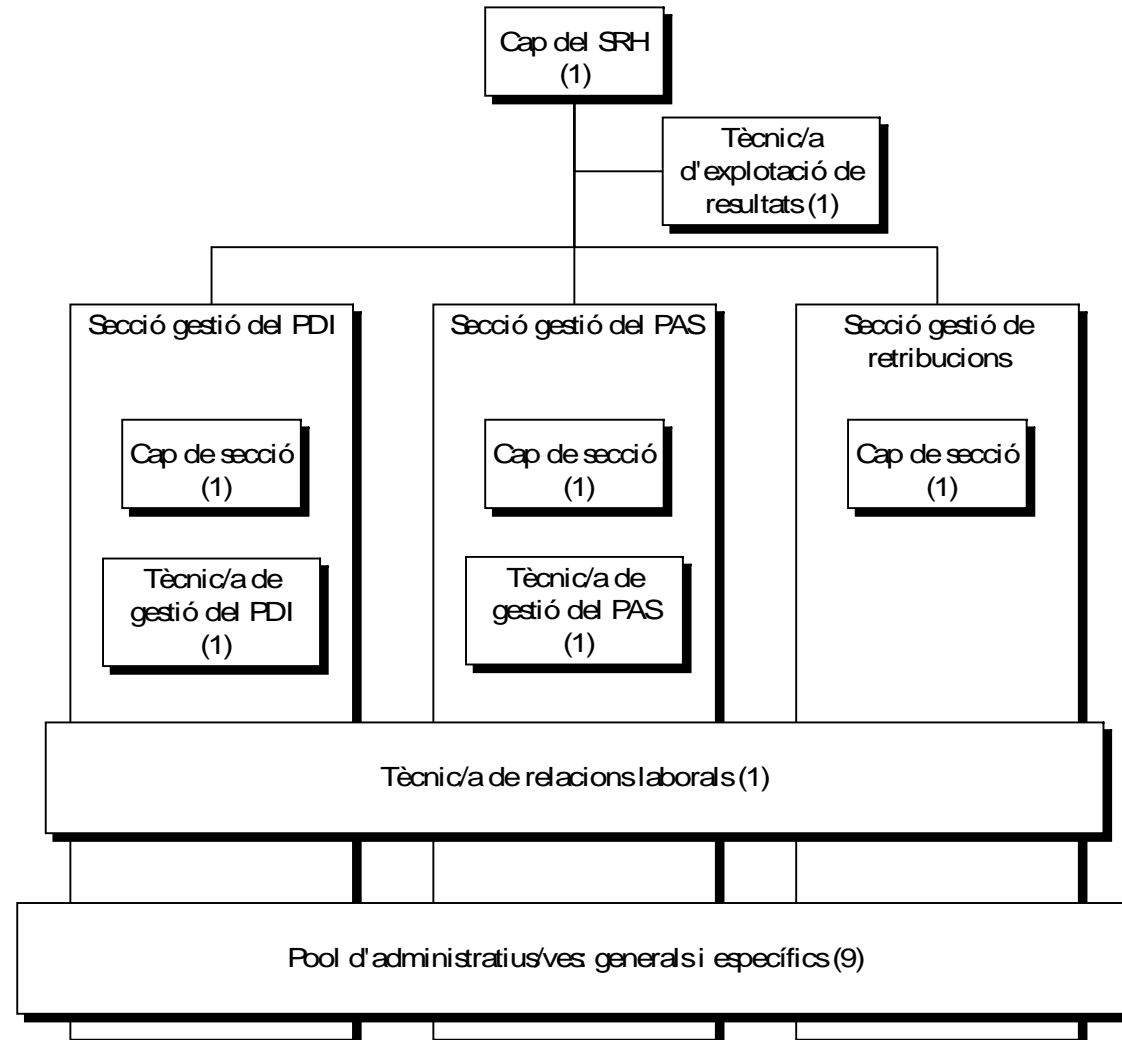 Cap del SRH
(1)
Tècnic/a
d'explotació de
resultats (1)
Secció gestió del PDI
Secció gestió del PAS
Secció gestió de
retribucions
Cap de secció
(1)
Cap de secció
(1)
Cap de secció
(1)
Tècnic/a de
gestió del PDI
(1)
Tècnic/a de
gestió del PAS
(1)
Tècnic/a de relacions laborals (1)
Pool d'administratius/ves: generals i específics (9)